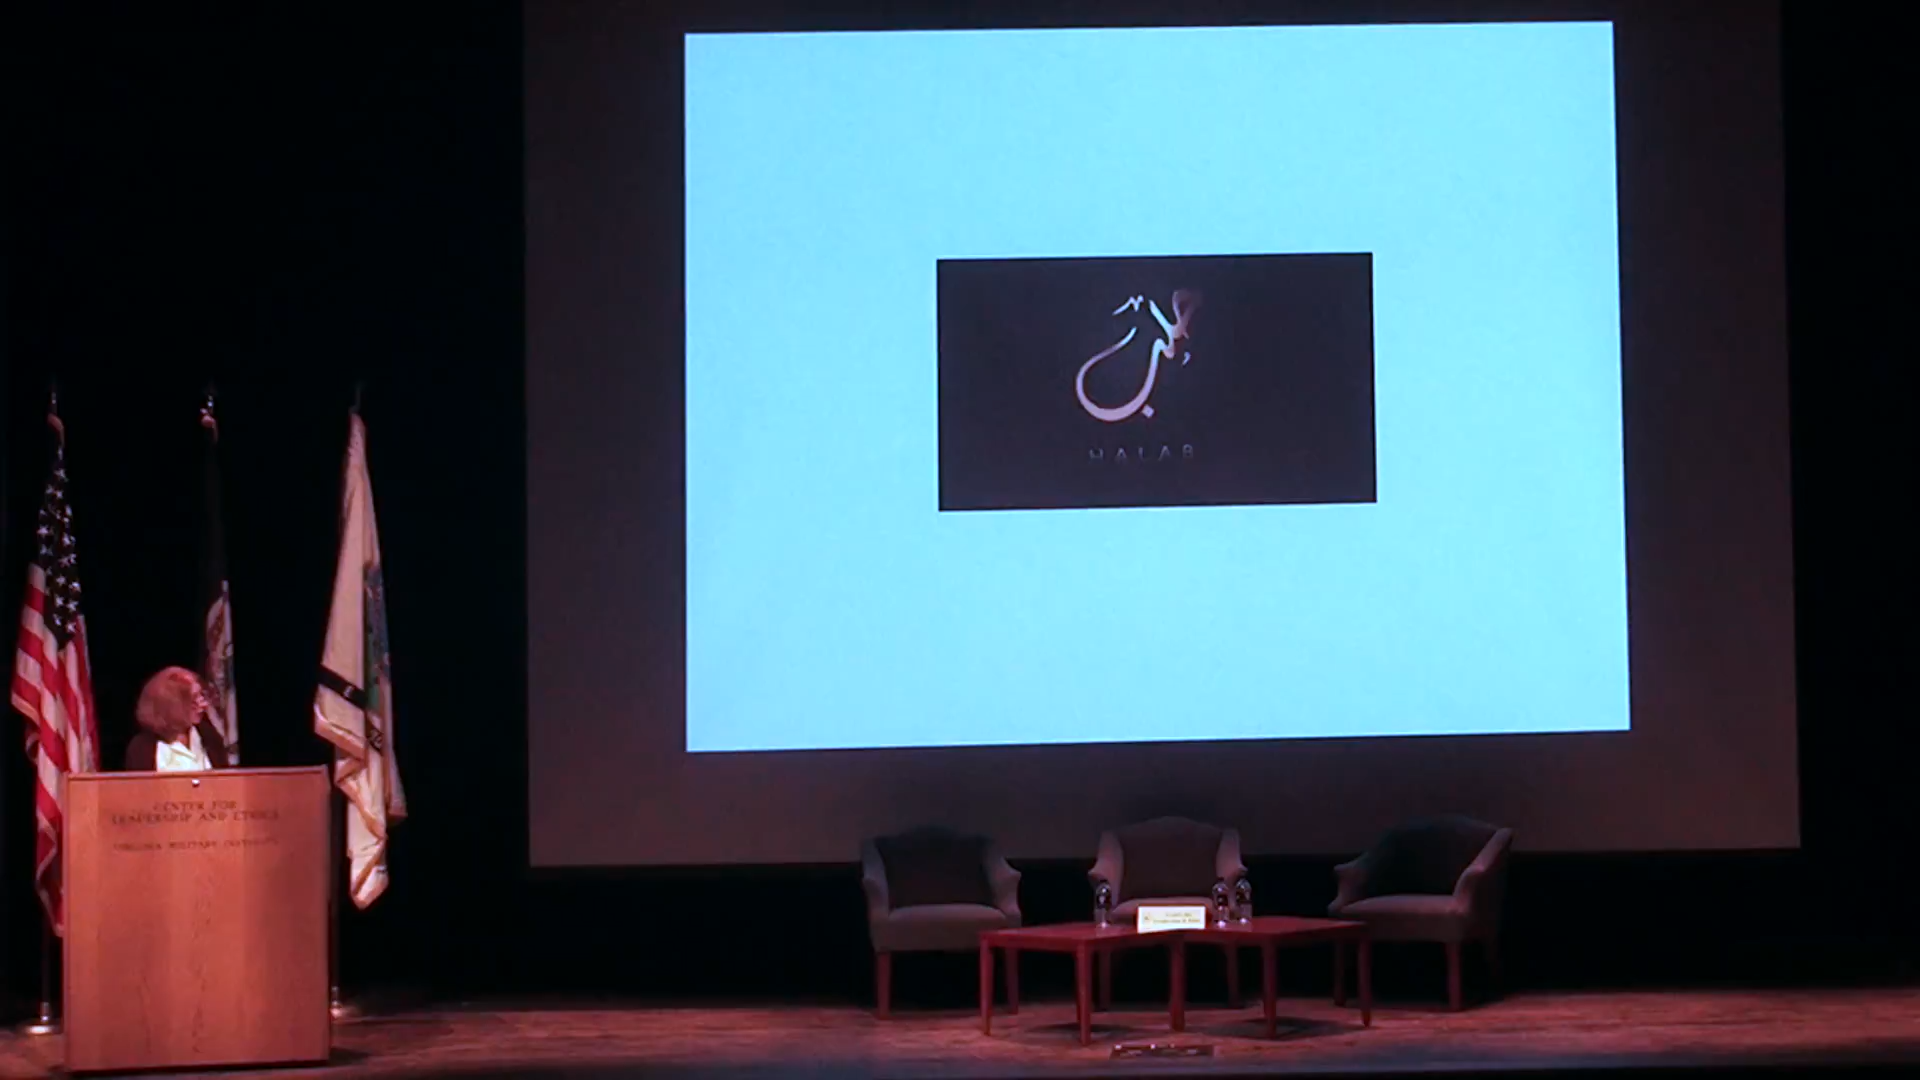 حلب
HALAB
CENTER FOR
LEADERSHIP AND ETHICS
VIRGINIA MILITARY INSTITUTE